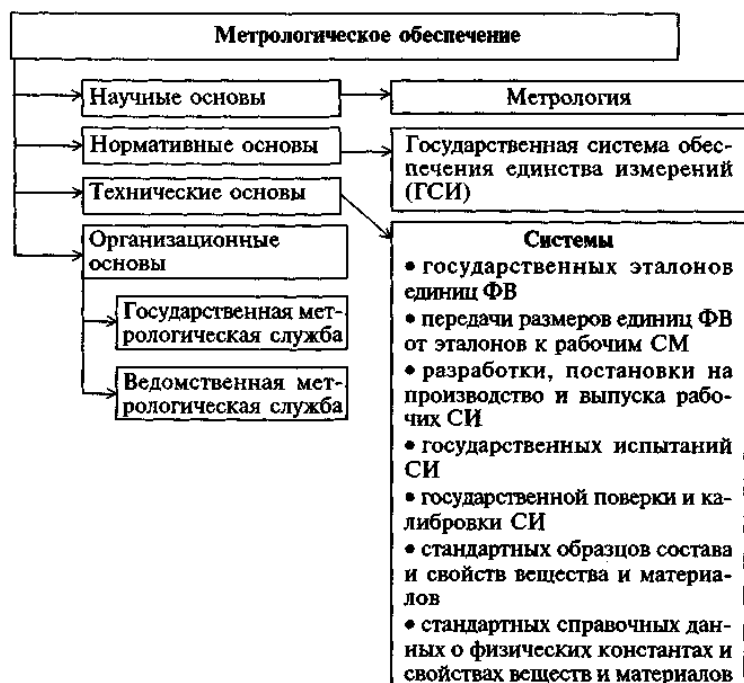 Метрологическое обеспечение
Научные основы
Метрология
Нормативные основы
Государственная система обес-
печения единства измерений
(ГСИ)
Технические основы
Организационные
основы
Государственная мет-
рологическая служба
Ведомственная мет-
рологическая служба
Системы
• государственных эталонов
единиц ФВ
• передачи размеров единиц ФВ
от эталонов к рабочим СМ
• разработки, постановки на
производство и выпуска рабо-
чих СИ
• государственных испытаний
СИ
• государственной поверки и ка-
либровки СИ
• стандартных образцов состава
и свойств вещества и материа-
лов
• стандартных справочных дан-
ных о физических константах и
свойствах веществ и материалов